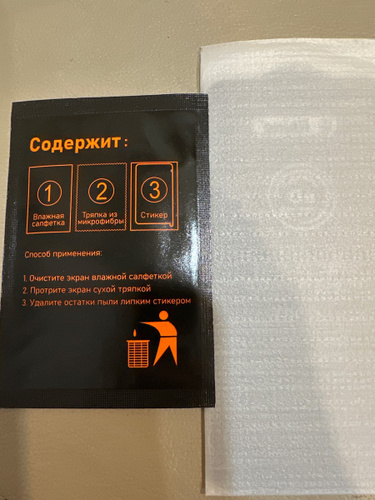 Содержит:
1 2 3
Влажная салфетка
Тряпка из микрофибры
Стикер
Способ применения:
1. Очистите экран влажной салфеткой
2. Протрите экран сухой тряпкой
3. Удалите остатки пыли липким стикером